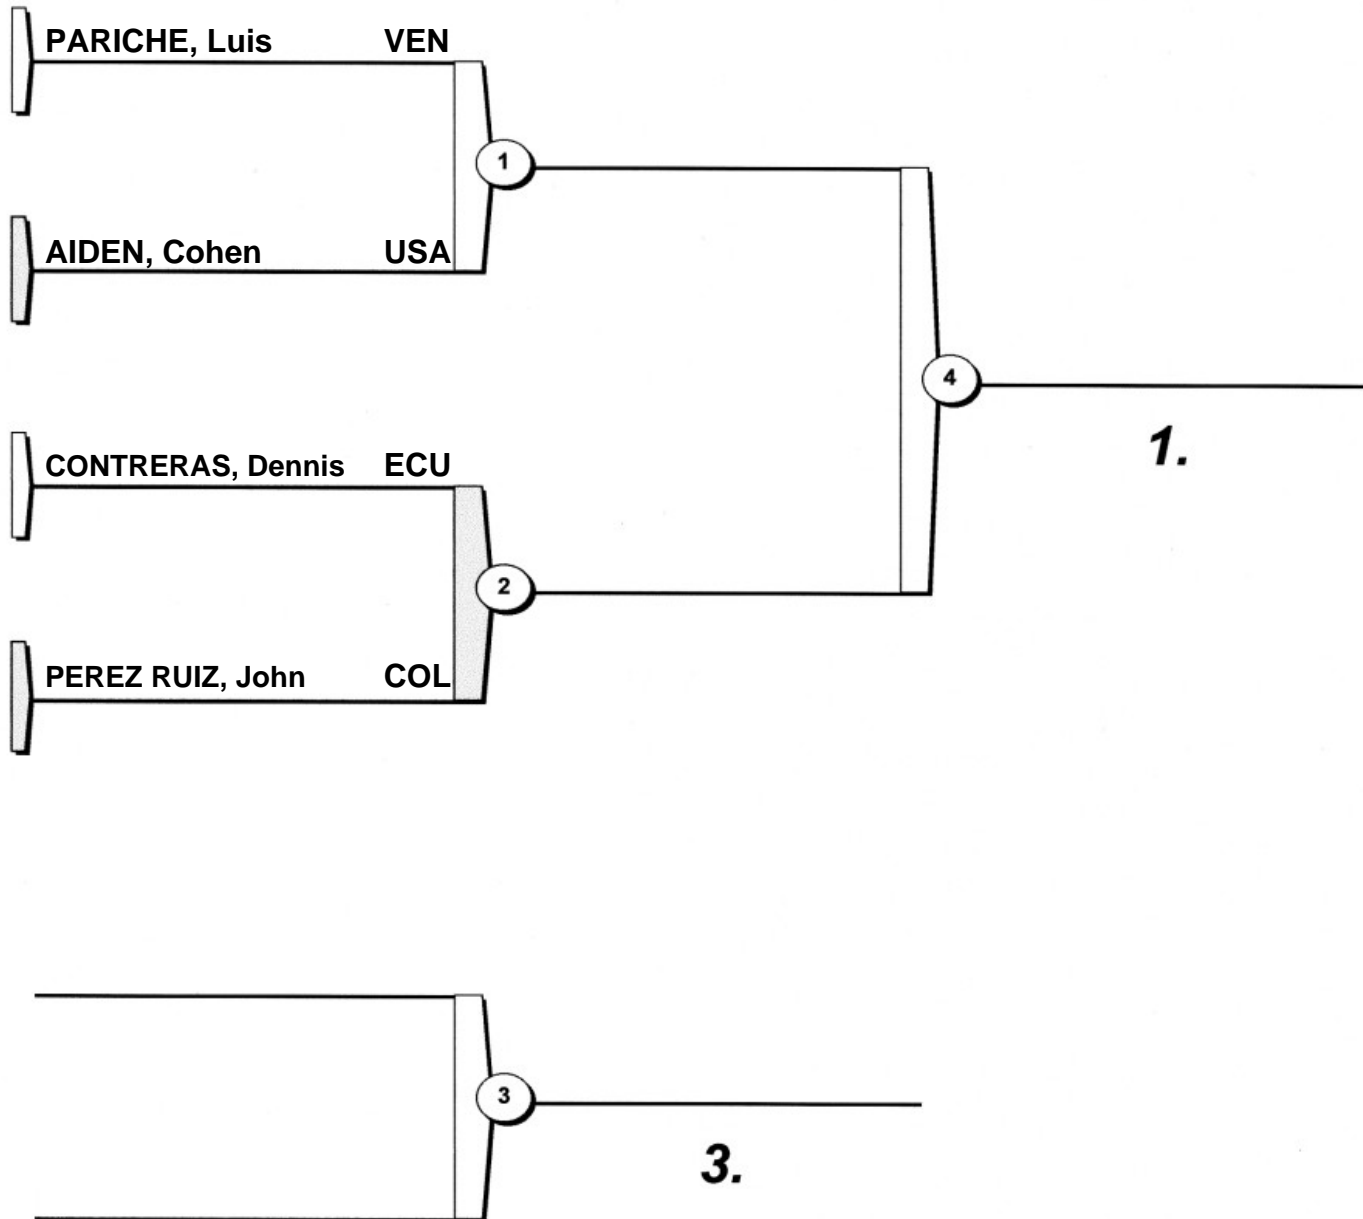 PARICHE, Luis VEN
1
AIDEN, Cohen USA
4
1.
CONTRERAS, Dennis ECU
2
PEREZ RUIZ, John COL
3
3.